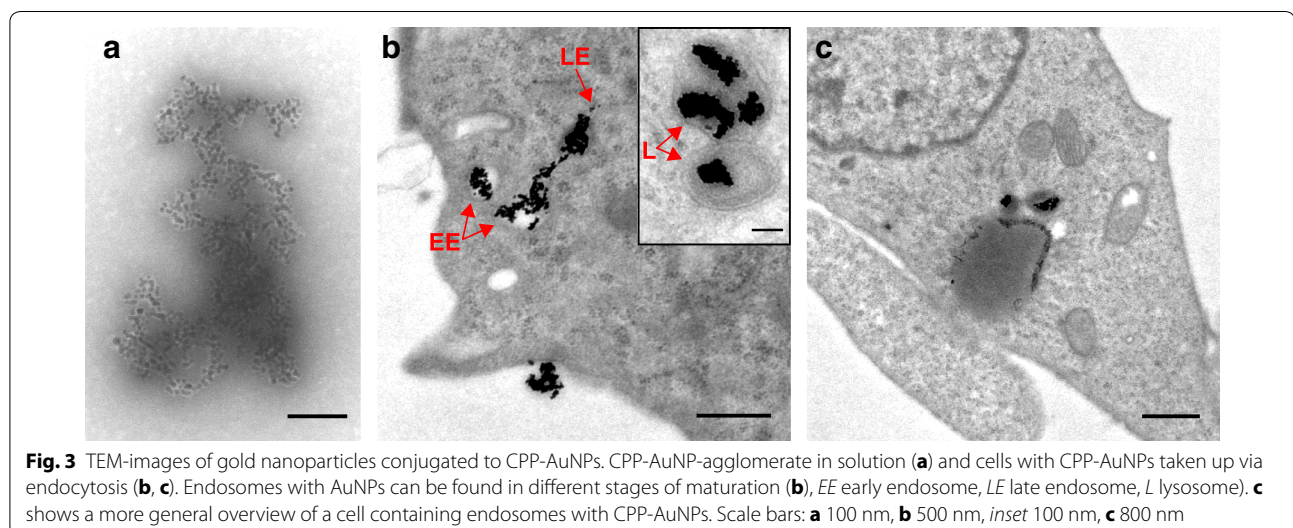 a
b
c
LE
L
EE
Fig. 3 TEM-images of gold nanoparticles conjugated to CPP-AuNPs. CPP-AuNP-agglomerate in solution (a) and cells with CPP-AuNPs taken up via
endocytosis (b, c). Endosomes with AuNPs can be found in different stages of maturation (b), EE early endosome, LE late endosome, L lysosome). c
shows a more general overview of a cell containing endosomes with CPP-AuNPs. Scale bars: a 100 nm, b 500 nm, inset 100 nm, c 800 nm